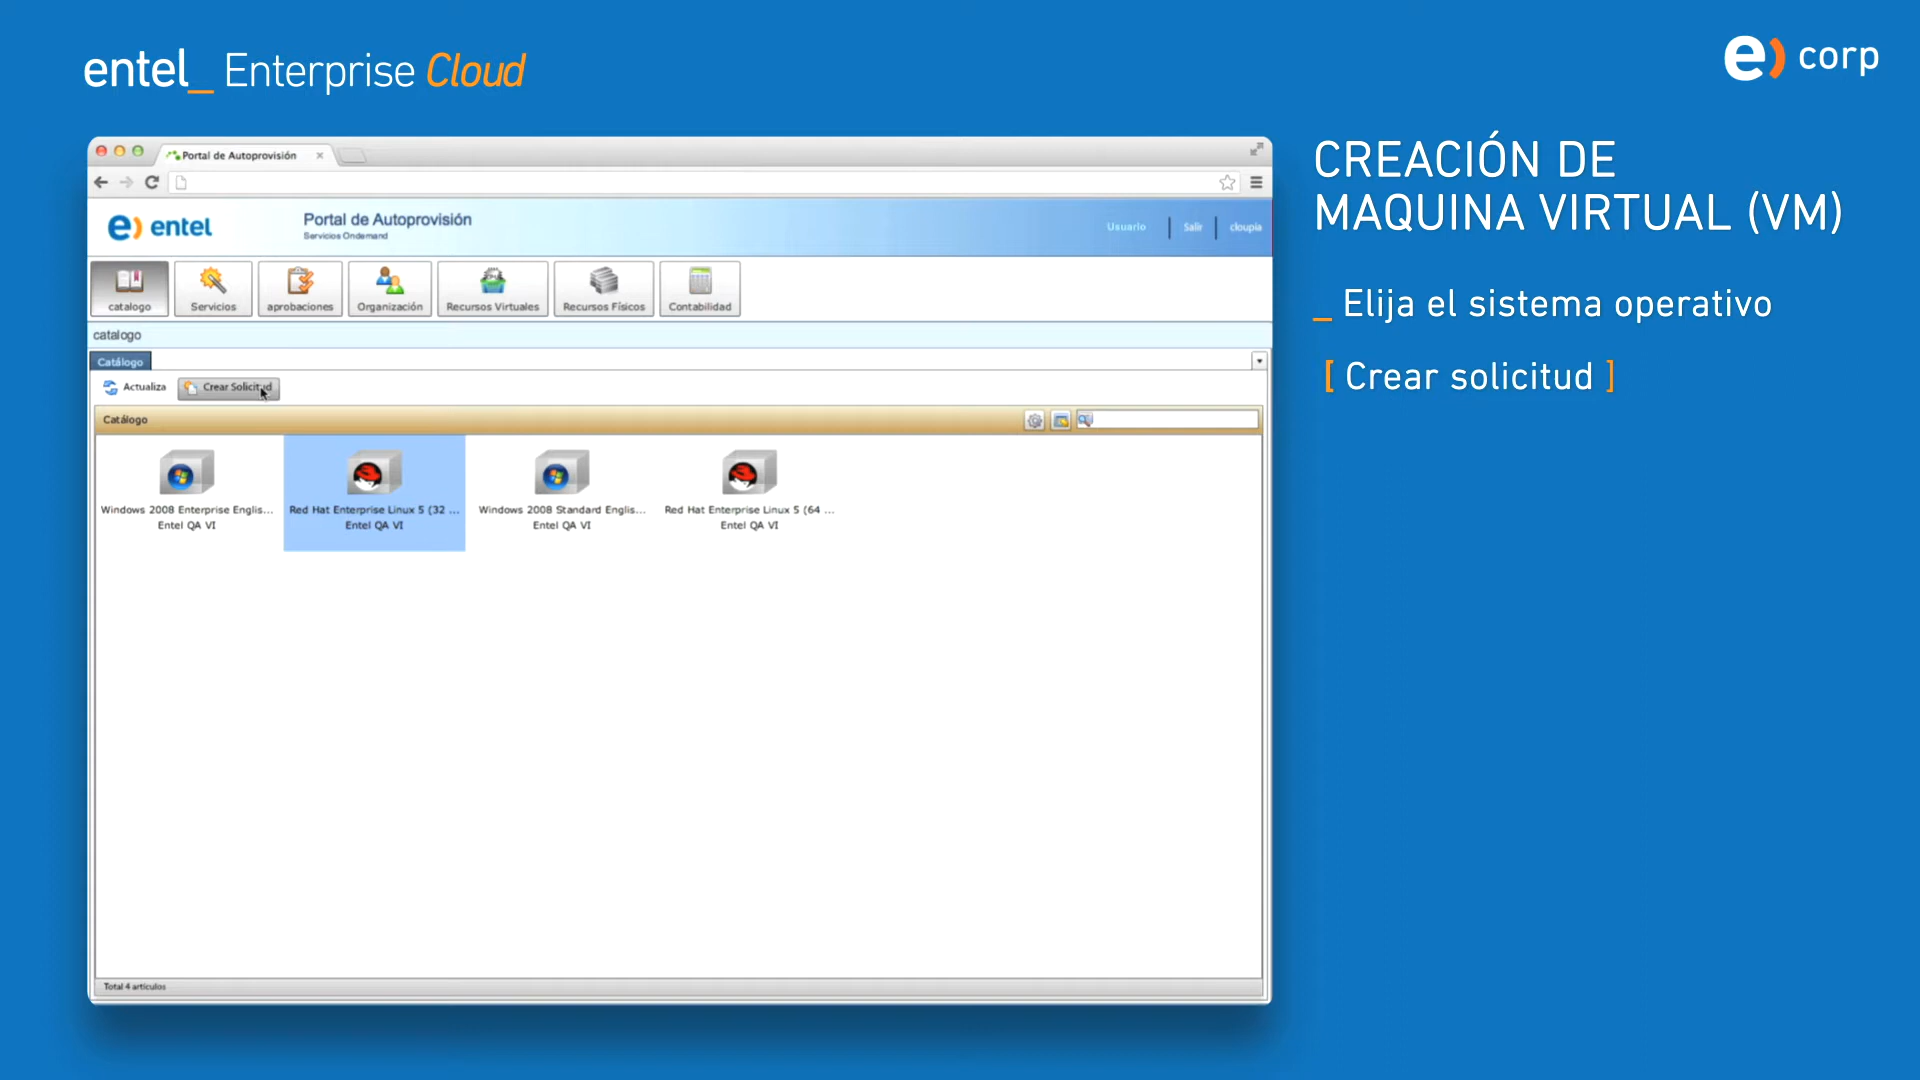 entel_ Enterprise Cloud
e) corp
Portal de Autoprovisión
e) entel
Portal de Autoprovisión
Servicios Ondemand
Usuario
Salir
cloupia
catalogo
Servicios
aprobaciones
Organización
Recursos Virtuales
Recursos Físicos
Contabilidad
catalogo
Catálogo
Actualiza
Crear Solicitud
Catálogo
Windows 2008 Enterprise Englis...
Entel QA VI
Red Hat Enterprise Linux 5 (32 ...
Entel QA VI
Windows 2008 Standard Englis...
Entel QA VI
Red Hat Enterprise Linux 5 (64 ...
Entel QA VI
Total 4 artículos
CREACIÓN DE
MAQUINA VIRTUAL (VM)
_ Elija el sistema operativo
[ Crear solicitud ]